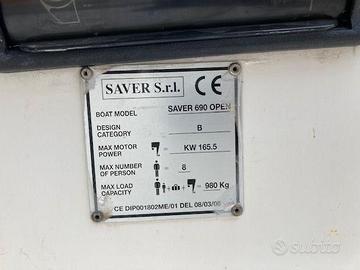 SAVER S.r.l. CE
BOAT MODEL SAVER 690 OPEN
DESIGN CATEGORY B
MAX MOTOR POWER KW 165.5
MAX NUMBER OF PERSON = 8
MAX LOAD CAPACITY + + = 980 Kg
CE DIP001802ME/01 DEL 08/03/06
subito